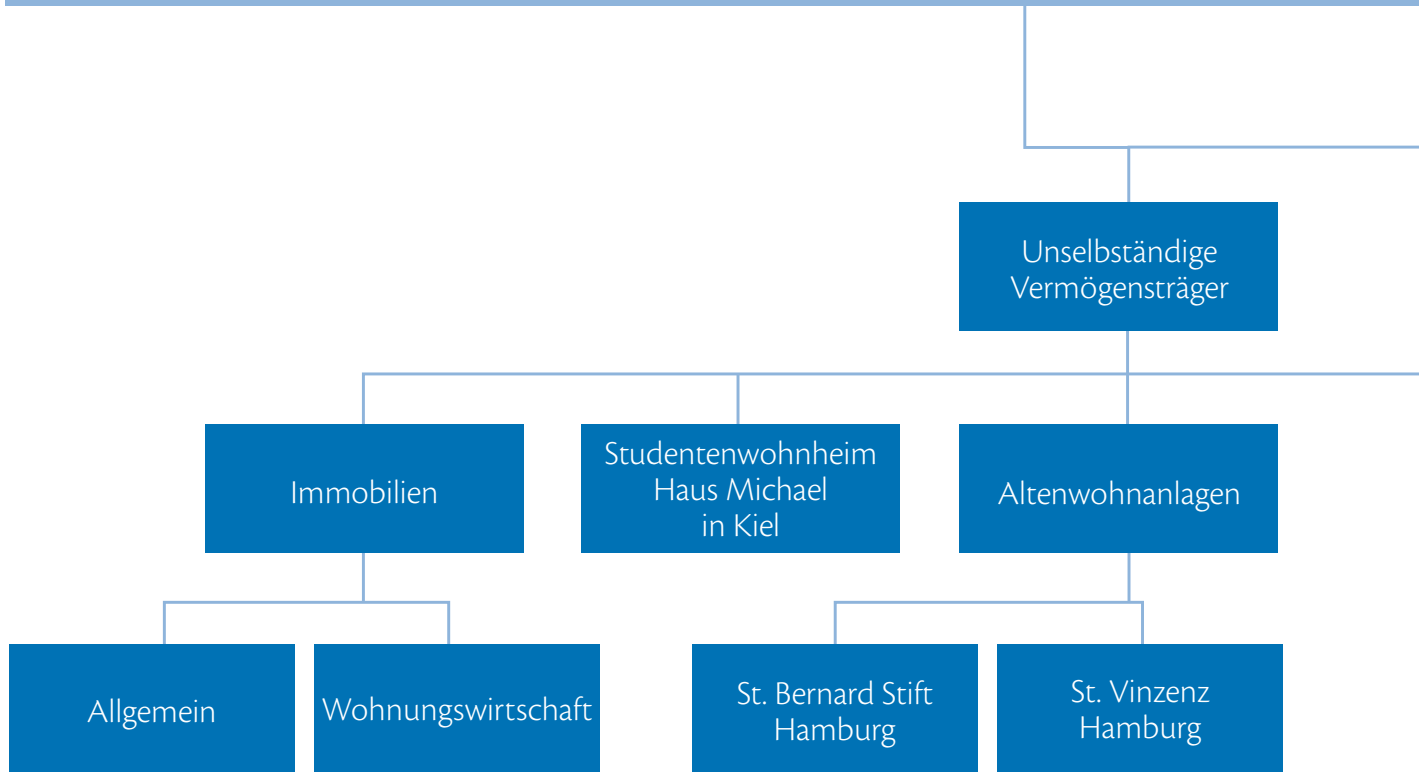 Unselbständige
Vermögensträger
Immobilien
Studentenwohnheim
Haus Michael
in Kiel
Altenwohnanlagen
Allgemein
Wohnungswirtschaft
St. Bernard Stift
Hamburg
St. Vinzenz
Hamburg